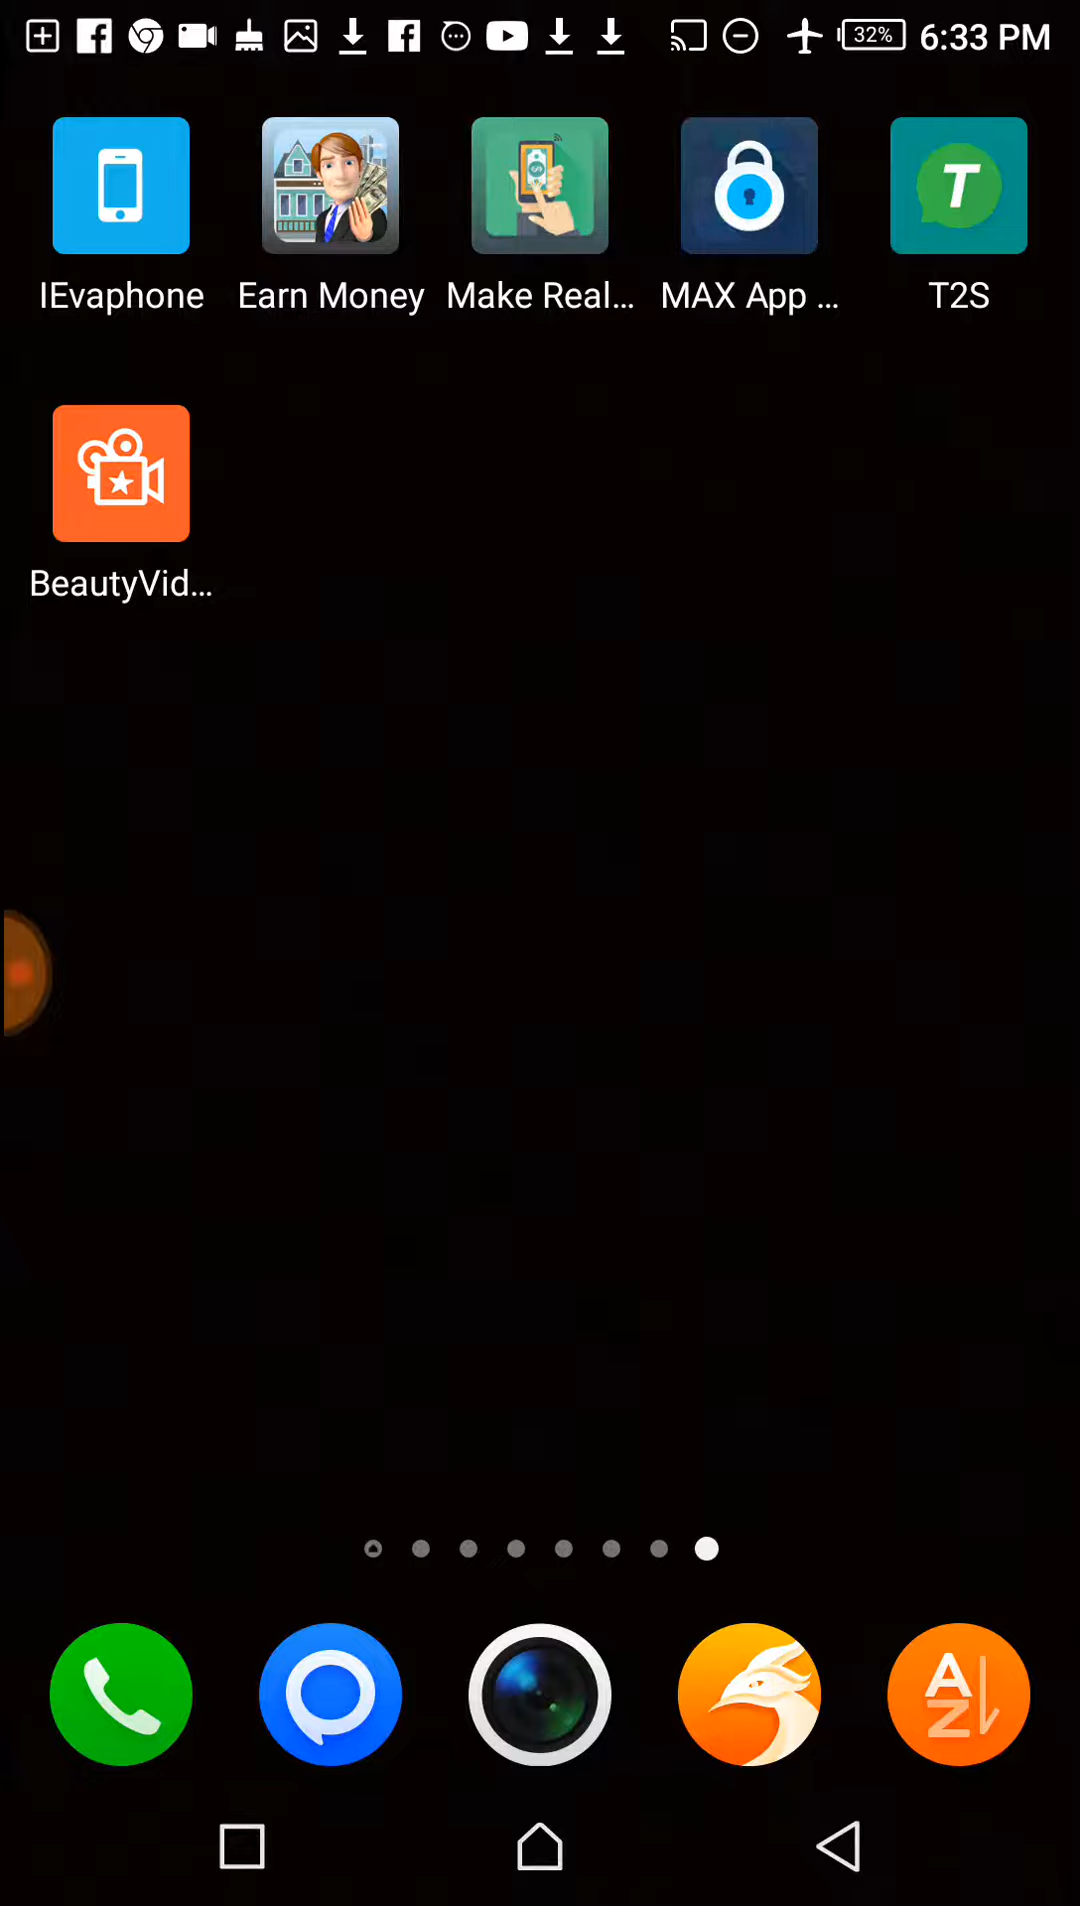 32% 6:33 PM
T
IEvaphone Earn Money Make Real... MAX App ... T2S
BeautyVid...
A
Z